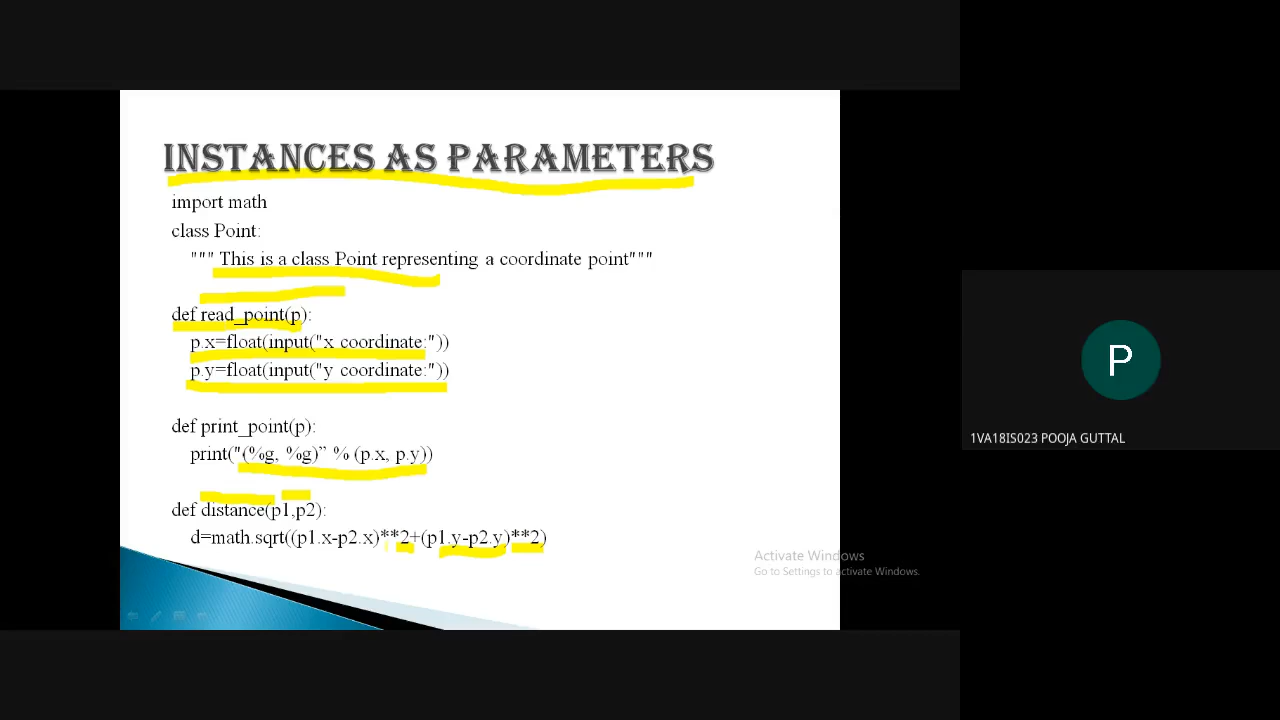 INSTANCES AS PARAMETERS
import math
class Point:
""" This is a class Point representing a coordinate point"""
def read_point(p):
p.x=float(input("x coordinate:"))
p.y=float(input("y coordinate:"))
def print_point(p):
print("(%g, %g)” % (p.x, p.y))
def distance(p1,p2):
d=math.sqrt((p1.x-p2.x)**2+(p1.y-p2.y)**2)
Activate Windows
Go to Settings to activate Windows.
P
1VA18IS023 POOJA GUTTAL